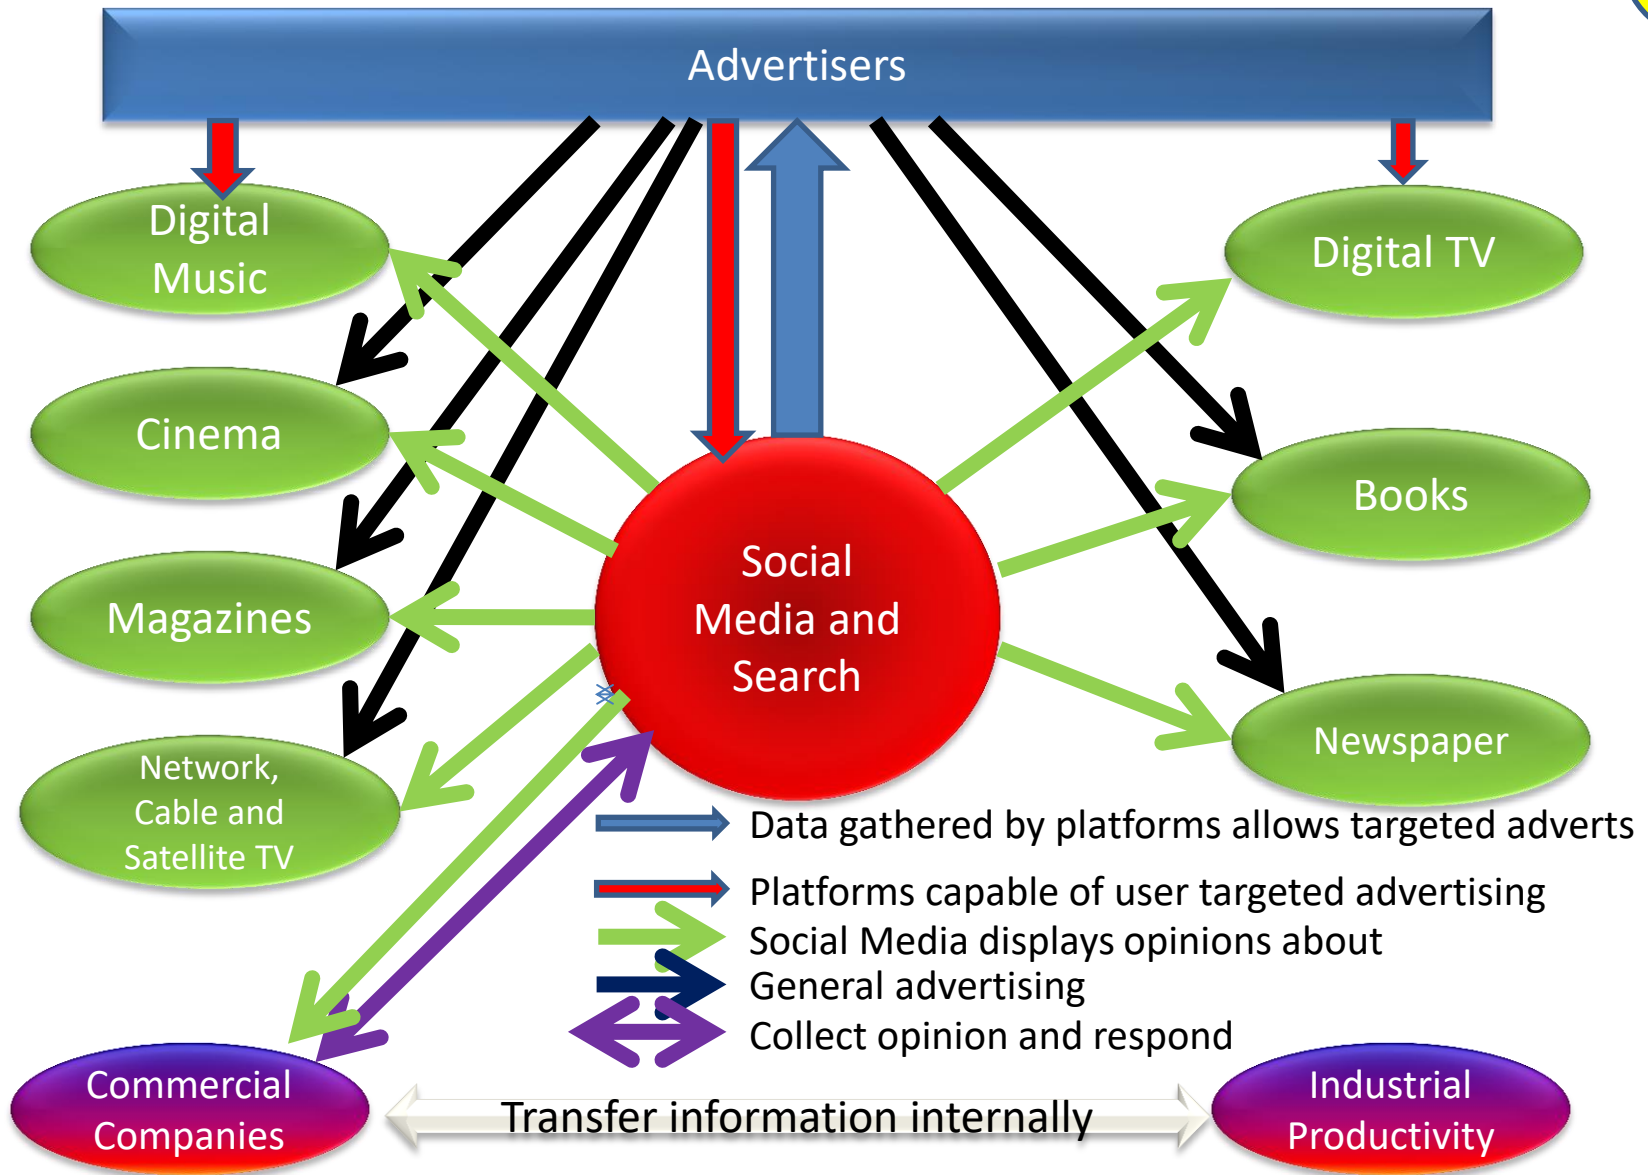 Advertisers
Digital
Music
Digital TV
Cinema
Books
Social
Media and
Search
Magazines
Newspaper
Network,
Cable and
Satellite TV
Data gathered by platforms allows targeted adverts
Platforms capable of user targeted advertising
Social Media displays opinions about
General advertising
Collect opinion and respond
Commercial
Companies
Transfer information internally
Industrial
Productivity